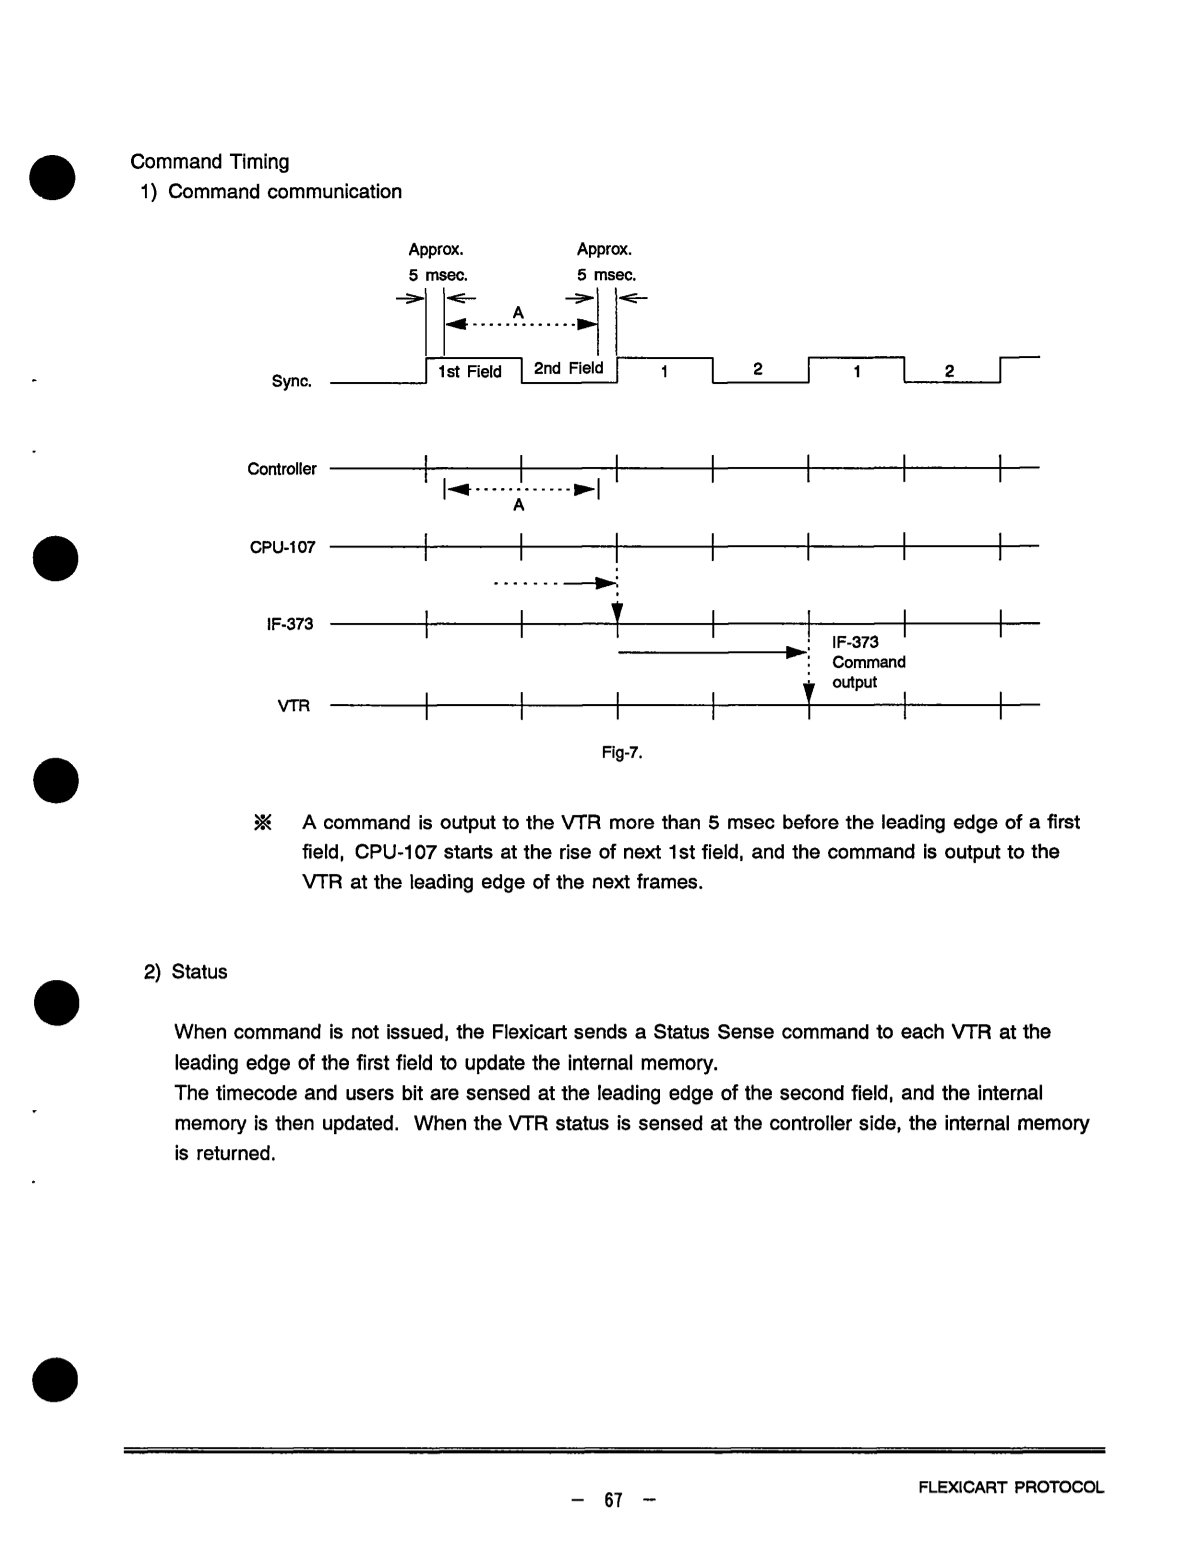 Command Timing
1) Command communication
Approx. Approx.
5 msec. 5 msec.
A
Sync. 1st Field 2nd Field 1 2 1 2
Controller
A
CPU-107
IF-373
IF-373
Command
output
VTR
Fig-7.
※ A command is output to the VTR more than 5 msec before the leading edge of a first
field, CPU-107 starts at the rise of next 1st field, and the command is output to the
VTR at the leading edge of the next frames.
2) Status
When command is not issued, the Flexicart sends a Status Sense command to each VTR at the
leading edge of the first field to update the internal memory.
The timecode and users bit are sensed at the leading edge of the second field, and the internal
memory is then updated. When the VTR status is sensed at the controller side, the internal memory
is returned.
FLEXICART PROTOCOL
– 67 –